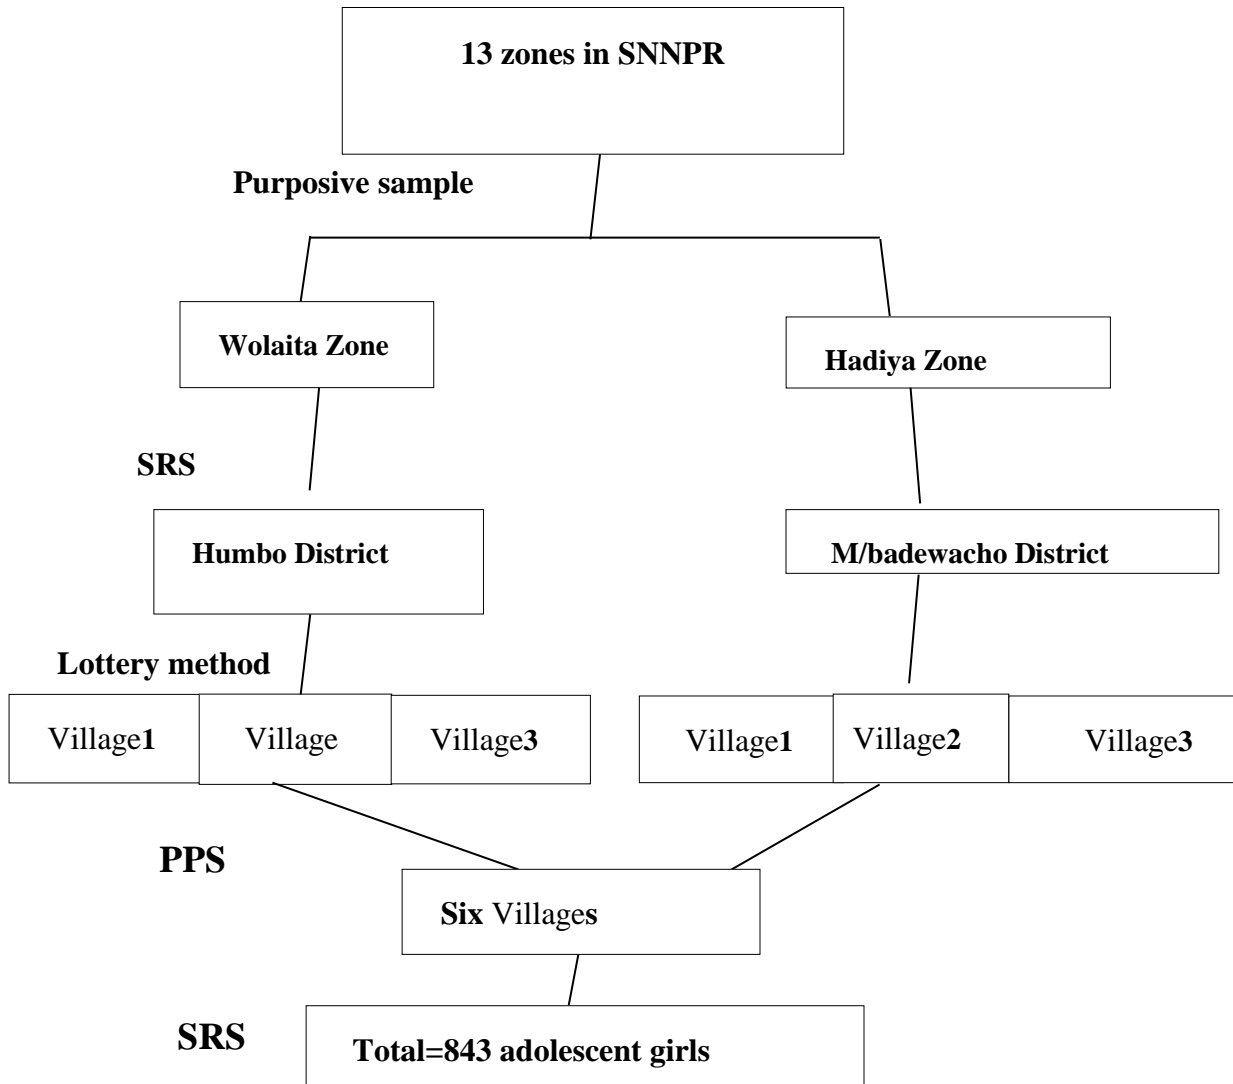 13 zones in SNNPR
Purposive sample
Wolaita Zone
Hadiya Zone
SRS
Humbo District
M/badewacho District
Lottery method
Village1
Village
Village3
Village1
Village2
Village3
PPS
Six Villages
SRS
Total=843 adolescent girls